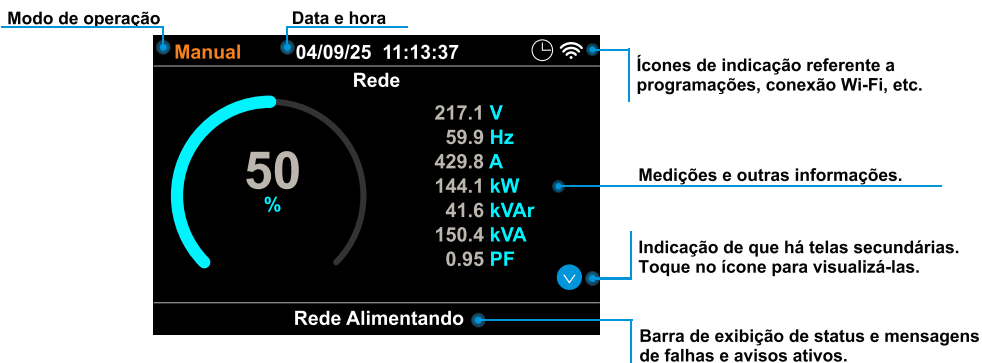 Modo de operação
Data e hora
Manual
04/09/25 11:13:37
Ícones de indicação referente a
programações, conexão Wi-Fi, etc.
Rede
50
%
217.1 V
59.9 Hz
429.8 A
144.1 kW
41.6 kVAr
150.4 kVA
0.95 PF
Medições e outras informações.
Indicação de que há telas secundárias.
Toque no ícone para visualizá-las.
Rede Alimentando
Barra de exibição de status e mensagens
de falhas e avisos ativos.